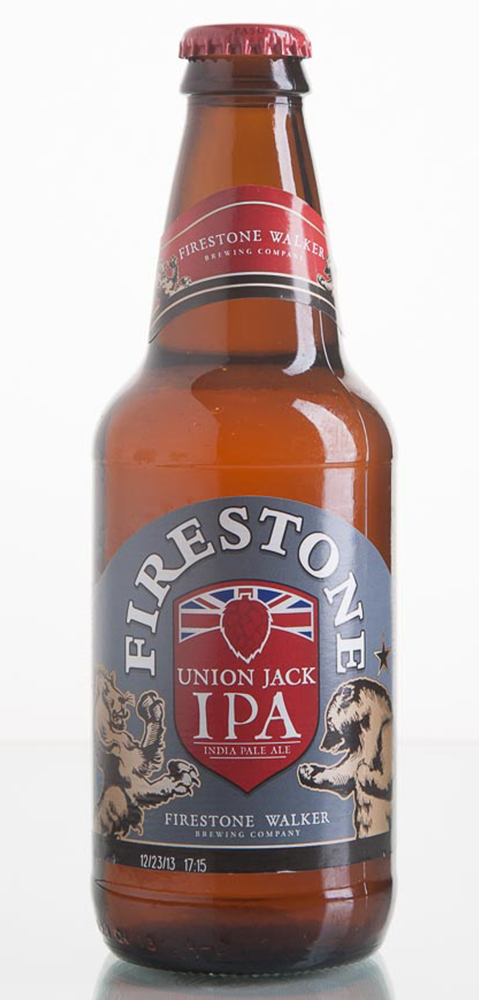 PASO
FIRESTONE WALKER
BREWING COMPANY
FIRESTONE
UNION JACK
IPA
INDIA PALE ALE
FIRESTONE WALKER
BREWING COMPANY
12/23/13 17:15